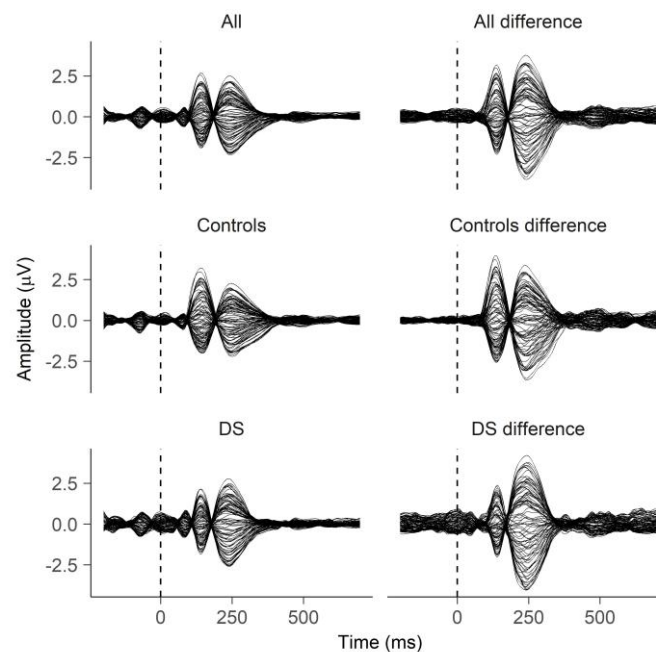 All
All difference
2.5
0.0
-2.5
Controls
Controls difference
2.5
0.0
-2.5
Amplitude (μV)
DS
DS difference
2.5
0.0
-2.5
0
250
500
0
250
500
Time (ms)